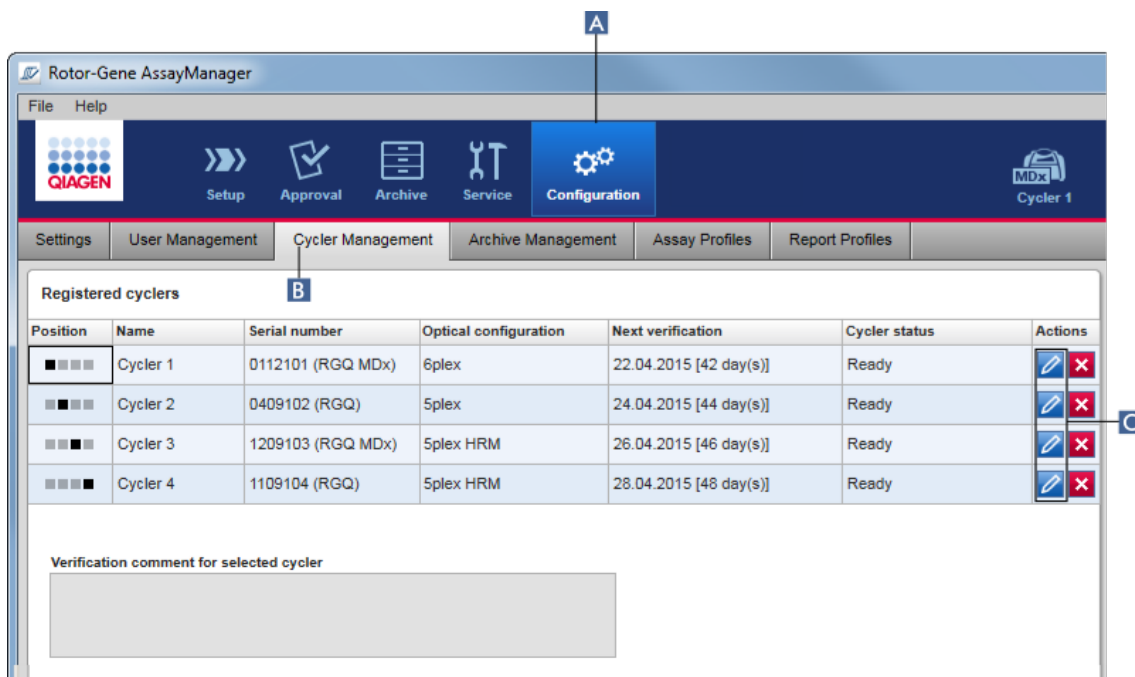 A
Rotor-Gene AssayManager
File Help
QIAGEN
Setup Approval Archive Service Configuration
MDx
Cycler 1
Settings User Management Cycler Management Archive Management Assay Profiles Report Profiles
B
Registered cyclers
Position Name Serial number Optical configuration Next verification Cycler status Actions
Cycler 1 0112101 (RGQ MDx) 6plex 22.04.2015 [42 day(s)] Ready
Cycler 2 0409102 (RGQ) 5plex 24.04.2015 [44 day(s)] Ready
C
Cycler 3 1209103 (RGQ MDx) 5plex HRM 26.04.2015 [46 day(s)] Ready
Cycler 4 1109104 (RGQ) 5plex HRM 28.04.2015 [48 day(s)] Ready
Verification comment for selected cycler